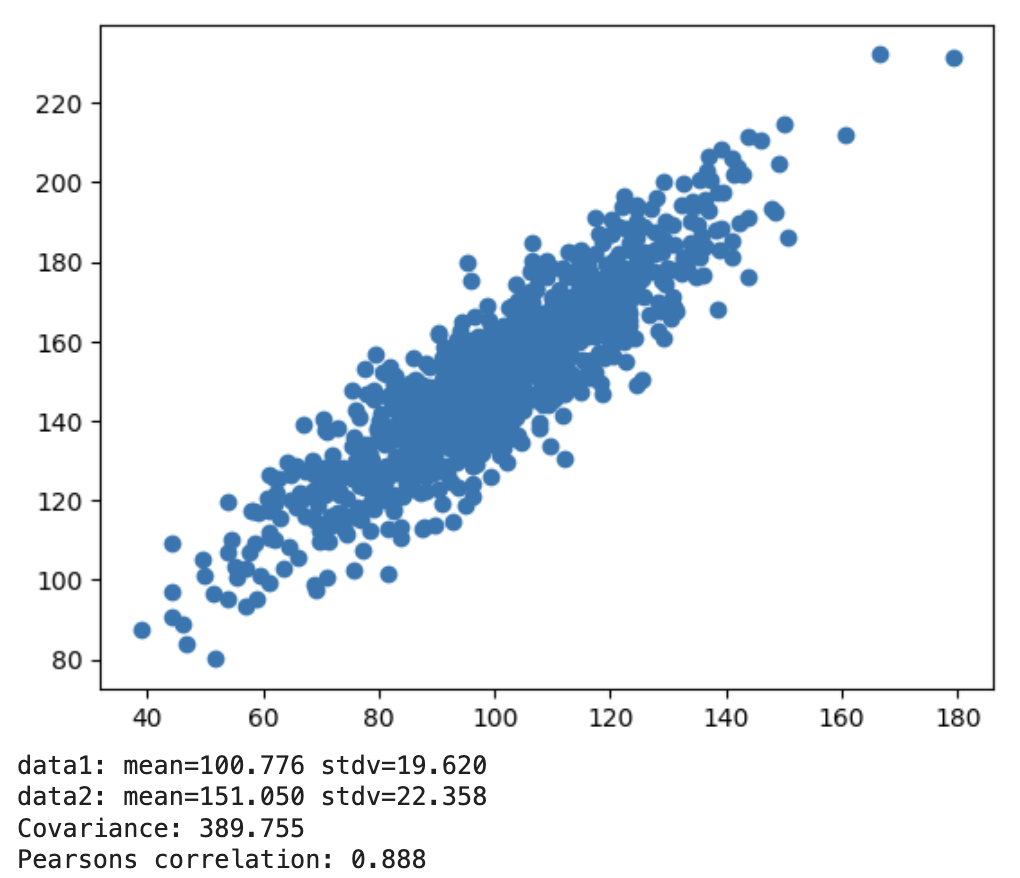 220
200
180
160
140
120
100
80
40 60 80 100 120 140 160 180
data1: mean=100.776 stdv=19.620
data2: mean=151.050 stdv=22.358
Covariance: 389.755
Pearsons correlation: 0.888